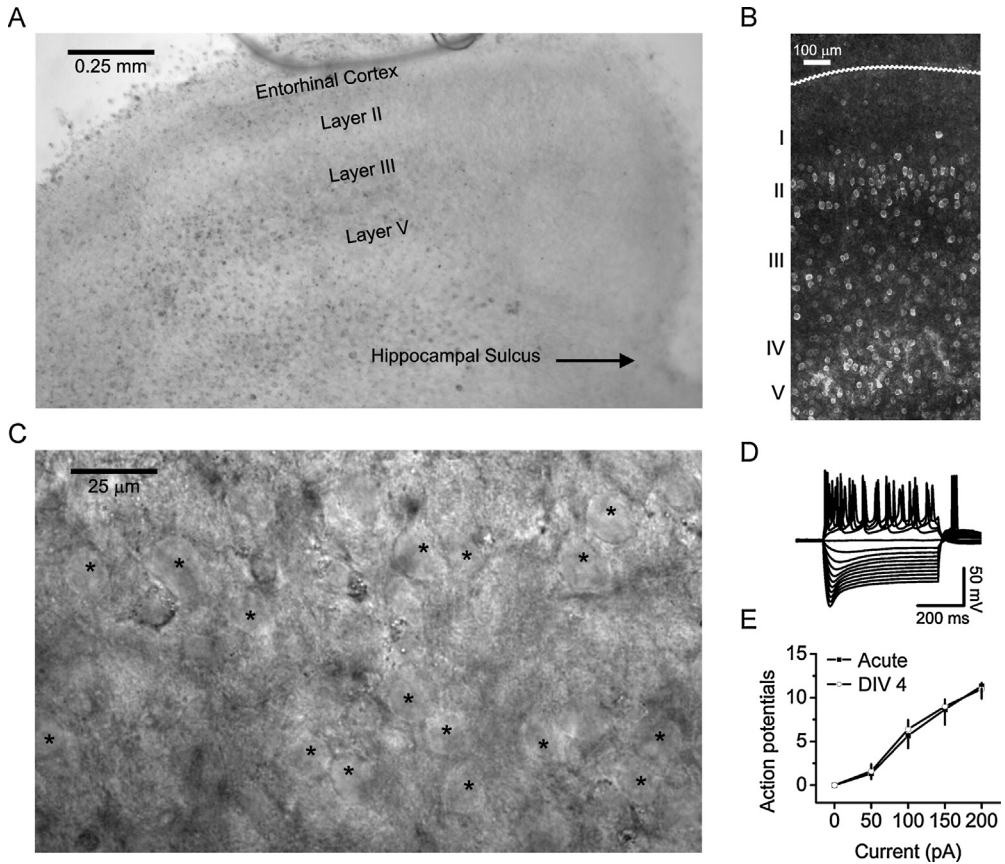 A
0.25 mm
Entorhinal Cortex
Layer II
Layer III
Layer V
Hippocampal Sulcus
B
100 μm
I
II
III
IV
V
C
25 μm
* * * * * * * * * * * * * * * * *
D
50 mV
200 ms
E
Acute
DIV 4
Action potentials
15
10
5
0
0 50 100 150 200
Current (pA)